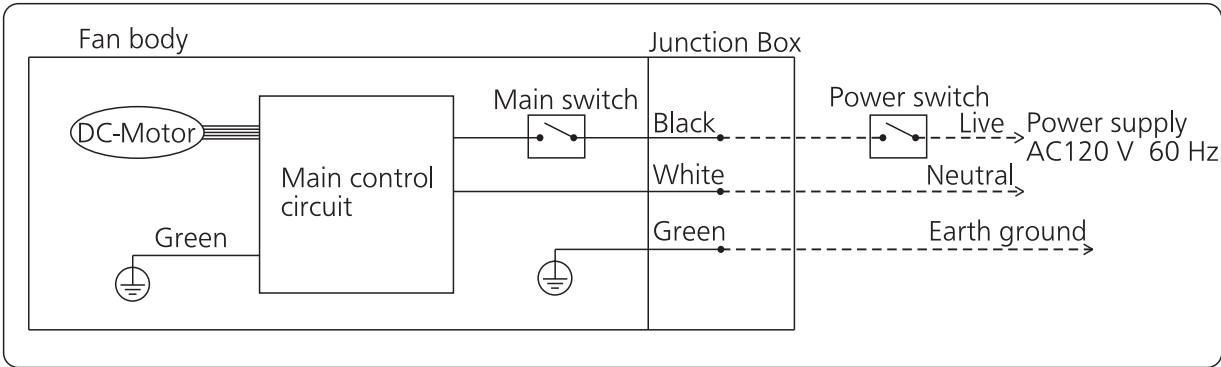 Fan body
Junction Box
Main switch
Power switch
DC-Motor
Black
Live
Power supply
AC120 V 60 Hz
Main control
circuit
White
Neutral
Green
Green
Earth ground